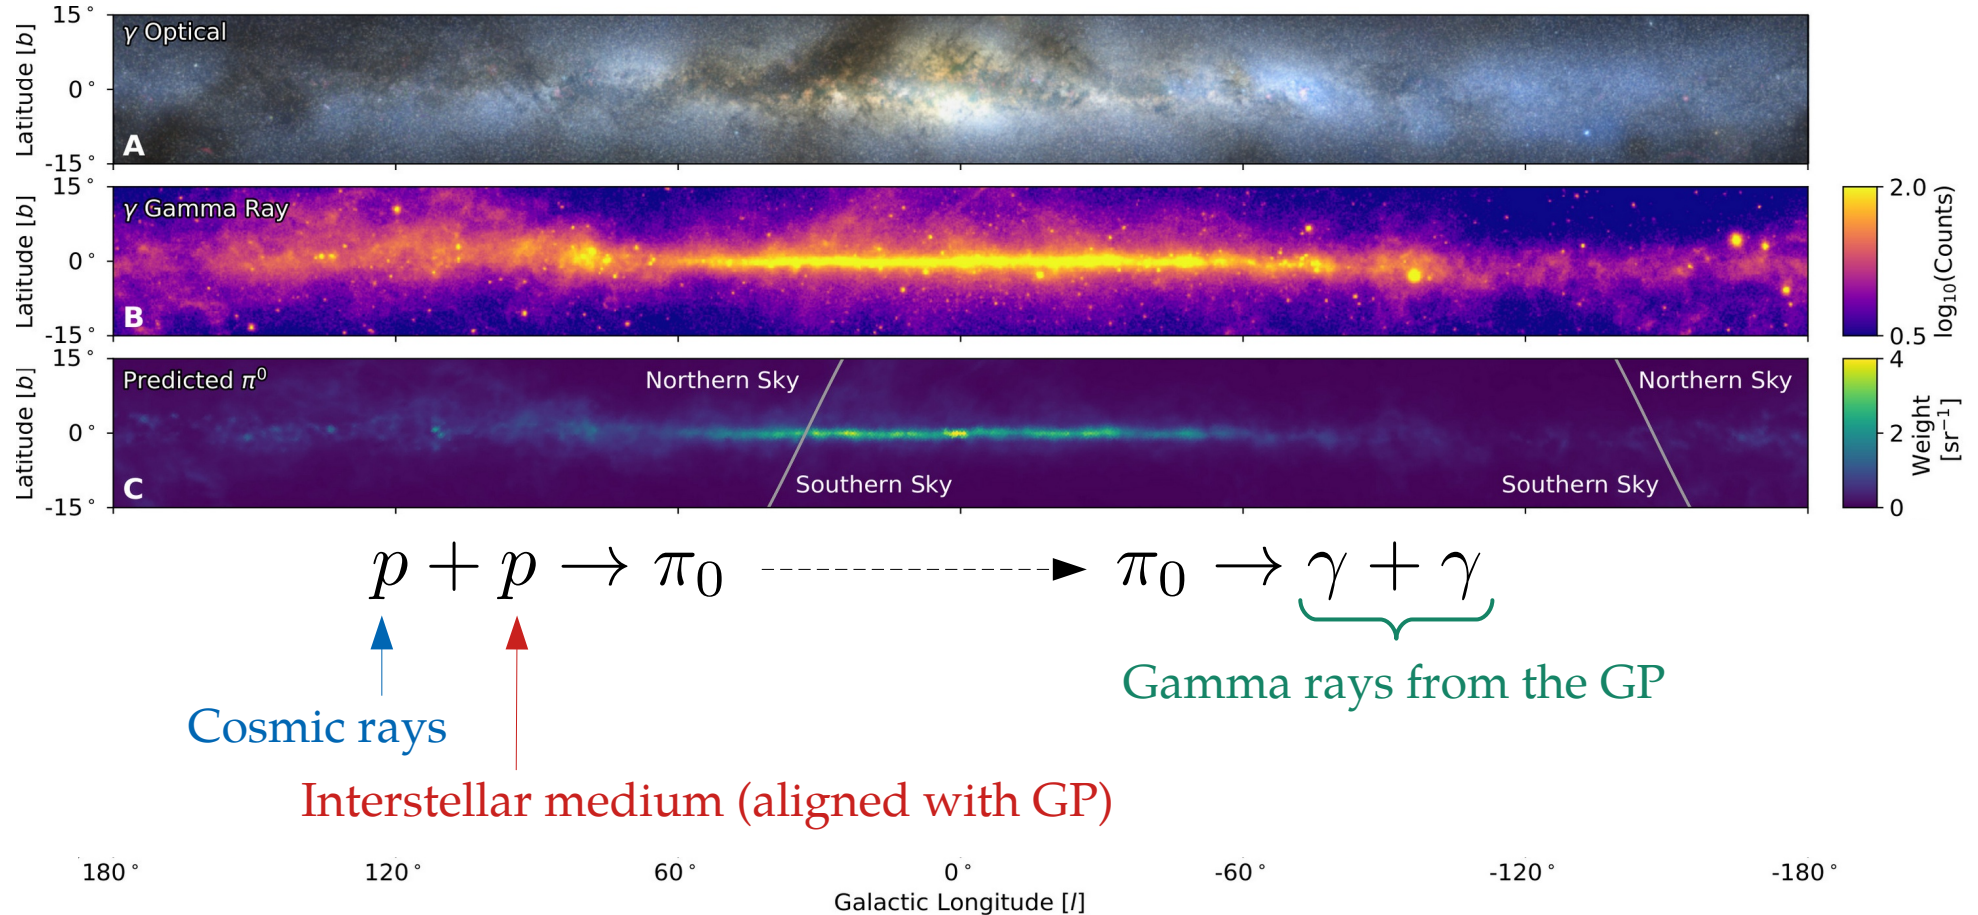 15°
γ Optical
Latitude [b]
0°
A
-15°
15°
γ Gamma Ray
Latitude [b]
0°
B
-15°
2.0
log10(Counts)
0.5
15°
Predicted π⁰
Northern Sky
Northern Sky
Latitude [b]
0°
Southern Sky
Southern Sky
C
-15°
4
2
0
Weight
[sr⁻¹]
p + p → π₀
π₀ → γ + γ
Gamma rays from the GP
Cosmic rays
Interstellar medium (aligned with GP)
180° 120° 60° 0° -60° -120° -180°
Galactic Longitude [l]